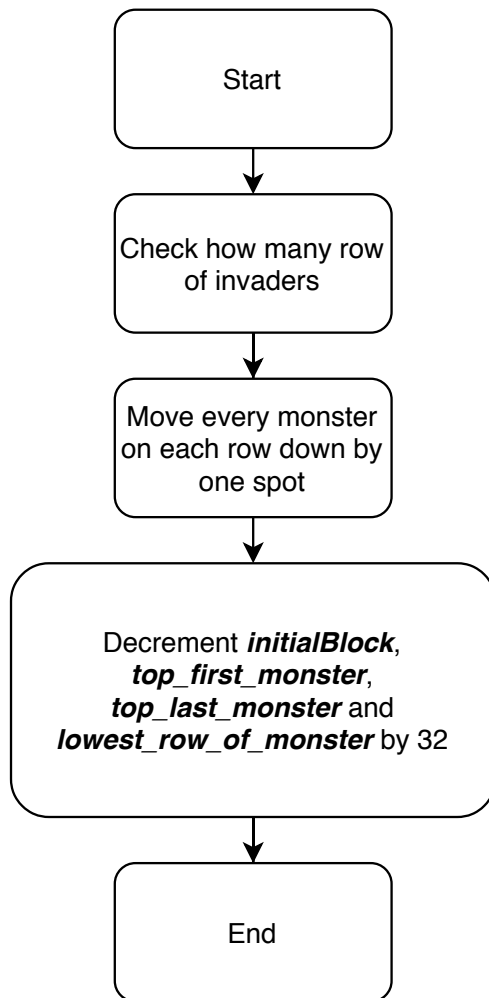 Start
Check how many row
of invaders
Move every monster
on each row down by
one spot
Decrement initialBlock,
top_first_monster,
top_last_monster and
lowest_row_of_monster by 32
End